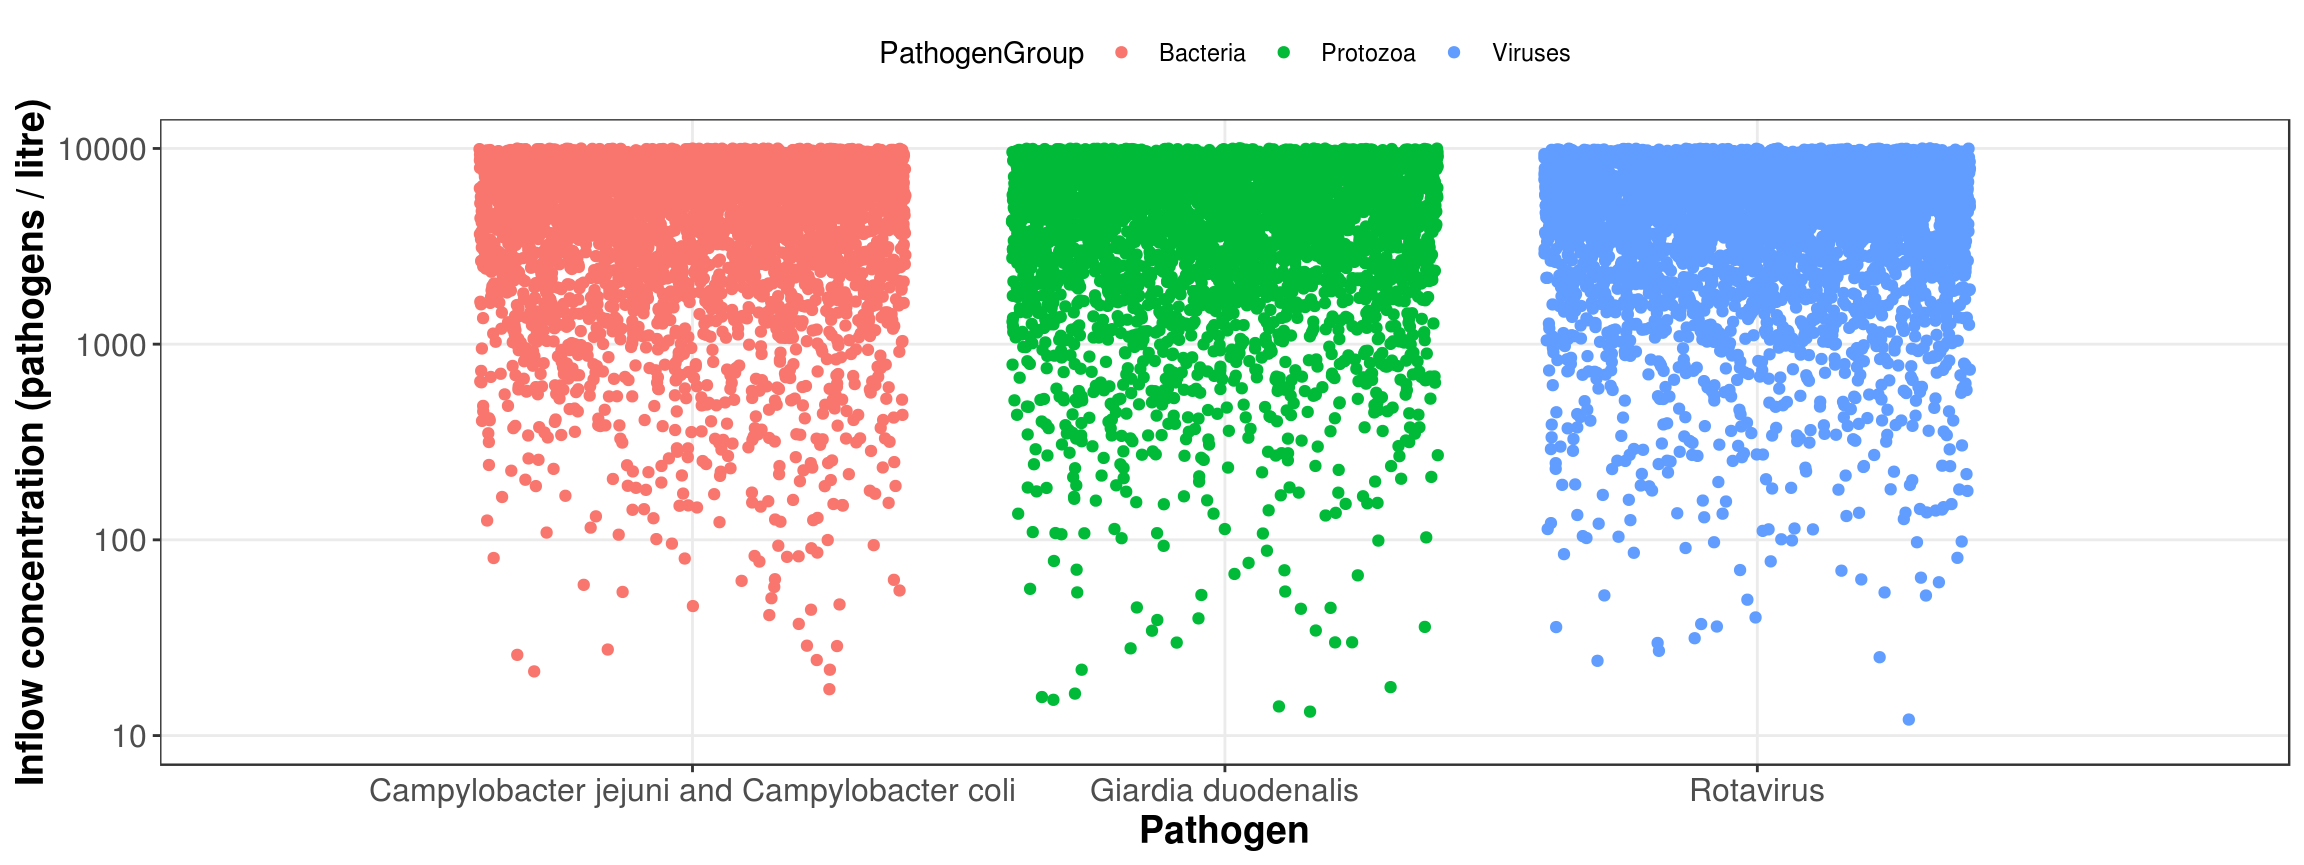 PathogenGroup Bacteria Protozoa Viruses
Inflow concentration (pathogens / litre)
10000
1000
100
10
Campylobacter jejuni and Campylobacter coli Giardia duodenalis Rotavirus
Pathogen